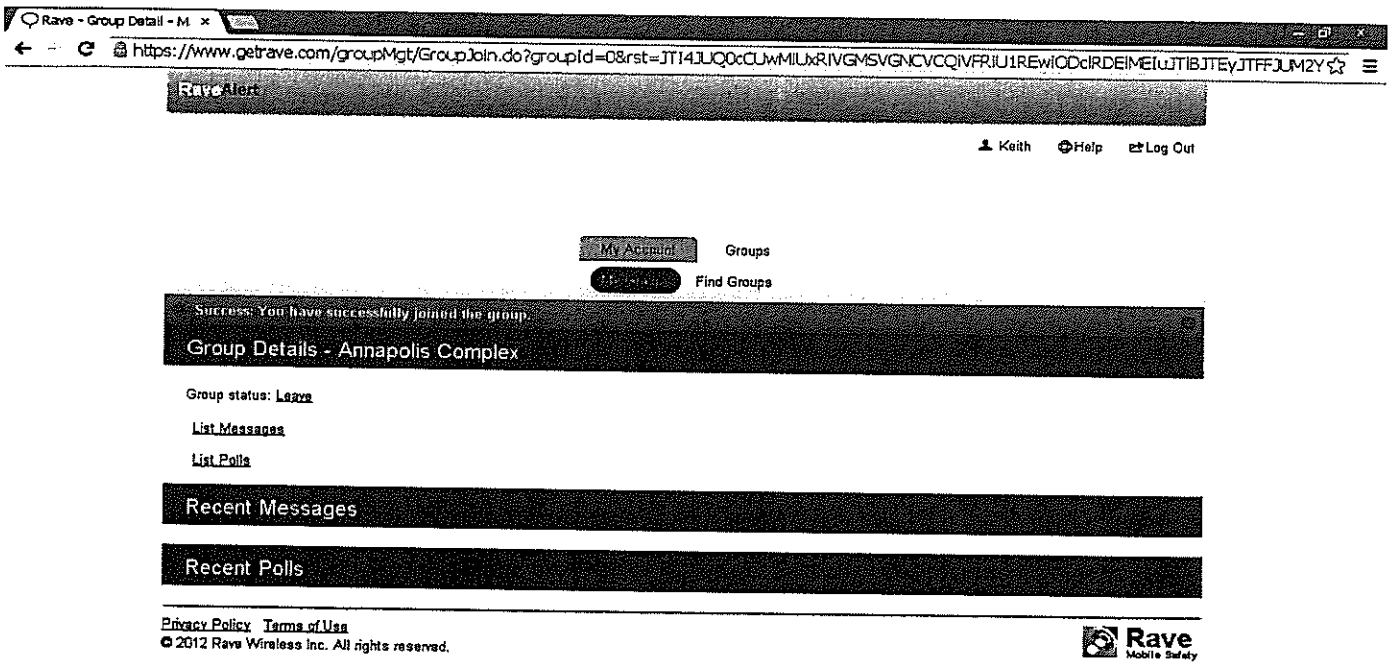 Rave - Group Detail - M
https://www.getrave.com/groupMgt/GroupJoin.do?groupId=0&rst=
RaveAlert
Keith Help Log Out
My Account Groups
Find Groups
Success: You have successfully joined the group.
Group Details - Annapolis Complex
Group status: Leave
List Messages
List Polls
Recent Messages
Recent Polls
Privacy Policy Terms of Use
© 2012 Rave Wireless Inc. All rights reserved.
Rave
Mobile Safety